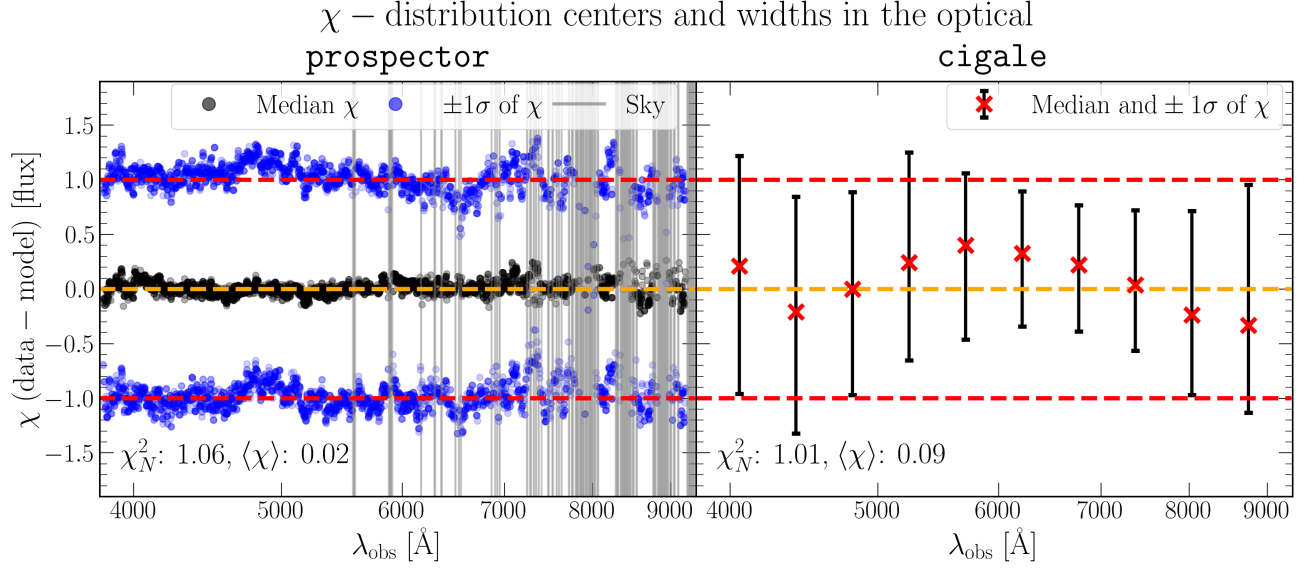 χ − distribution centers and widths in the optical
prospector
cigale
Median χ
±1σ of χ
Sky
Median and ± 1σ of χ
χ (data − model) [flux]
1.5
1.0
0.5
0.0
−0.5
−1.0
−1.5
χ²_N: 1.06, ⟨χ⟩: 0.02
χ²_N: 1.01, ⟨χ⟩: 0.09
4000 5000 6000 7000 8000 9000
4000 5000 6000 7000 8000 9000
λ_obs [Å]
λ_obs [Å]